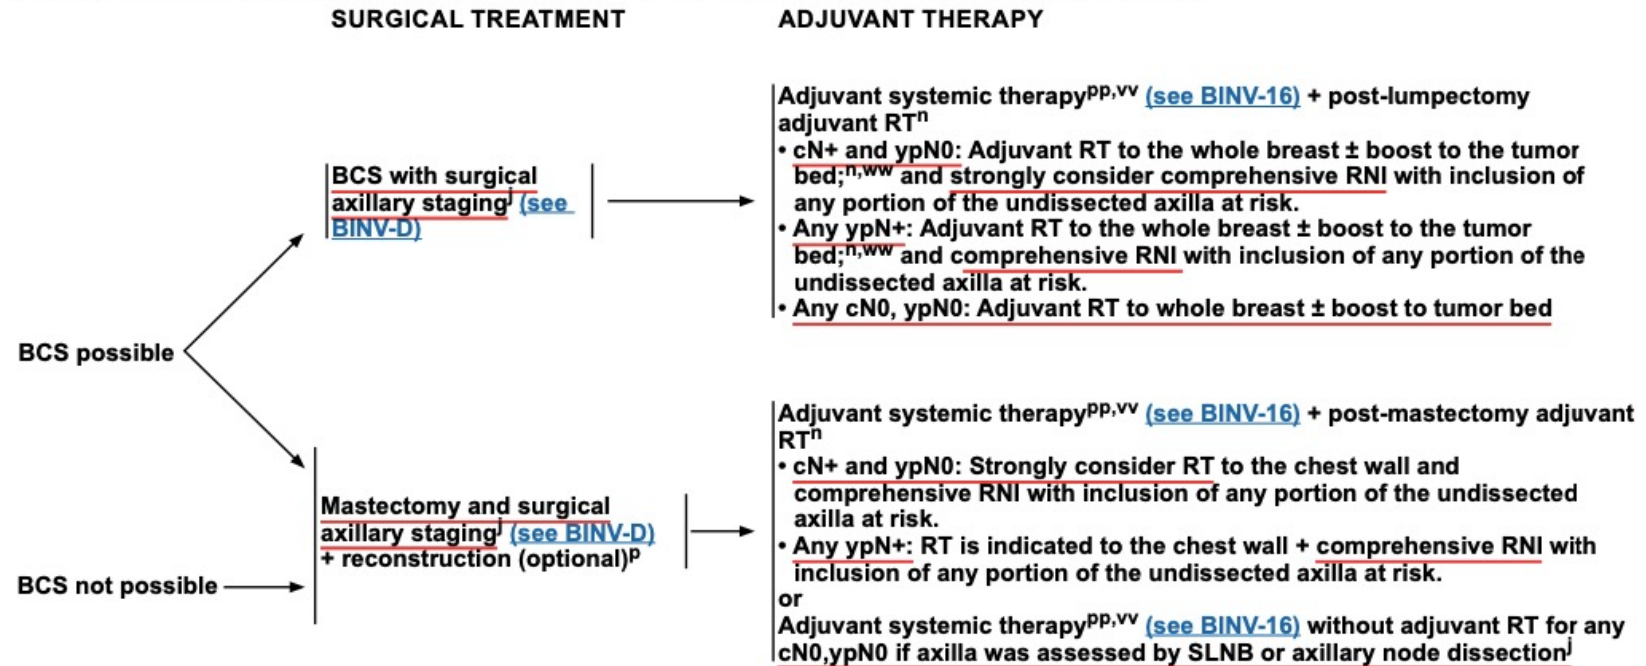 SURGICAL TREATMENT
ADJUVANT THERAPY
BCS possible
BCS with surgical
axillary stagingʲ (see
BINV-D)
Adjuvant systemic therapyᵖᵖ,ᵛᵛ (see BINV-16) + post-lumpectomy
adjuvant RTⁿ
• cN+ and ypN0: Adjuvant RT to the whole breast ± boost to the tumor
bed;ⁿ,ʷʷ and strongly consider comprehensive RNI with inclusion of
any portion of the undissected axilla at risk.
• Any ypN+: Adjuvant RT to the whole breast ± boost to the tumor
bed;ⁿ,ʷʷ and comprehensive RNI with inclusion of any portion of the
undissected axilla at risk.
• Any cN0, ypN0: Adjuvant RT to whole breast ± boost to tumor bed
BCS not possible
Mastectomy and surgical
axillary stagingʲ (see BINV-D)
+ reconstruction (optional)ᵖ
Adjuvant systemic therapyᵖᵖ,ᵛᵛ (see BINV-16) + post-mastectomy adjuvant
RTⁿ
• cN+ and ypN0: Strongly consider RT to the chest wall and
comprehensive RNI with inclusion of any portion of the undissected
axilla at risk.
• Any ypN+: RT is indicated to the chest wall + comprehensive RNI with
inclusion of any portion of the undissected axilla at risk.
or
Adjuvant systemic therapyᵖᵖ,ᵛᵛ (see BINV-16) without adjuvant RT for any
cN0,ypN0 if axilla was assessed by SLNB or axillary node dissectionʲ